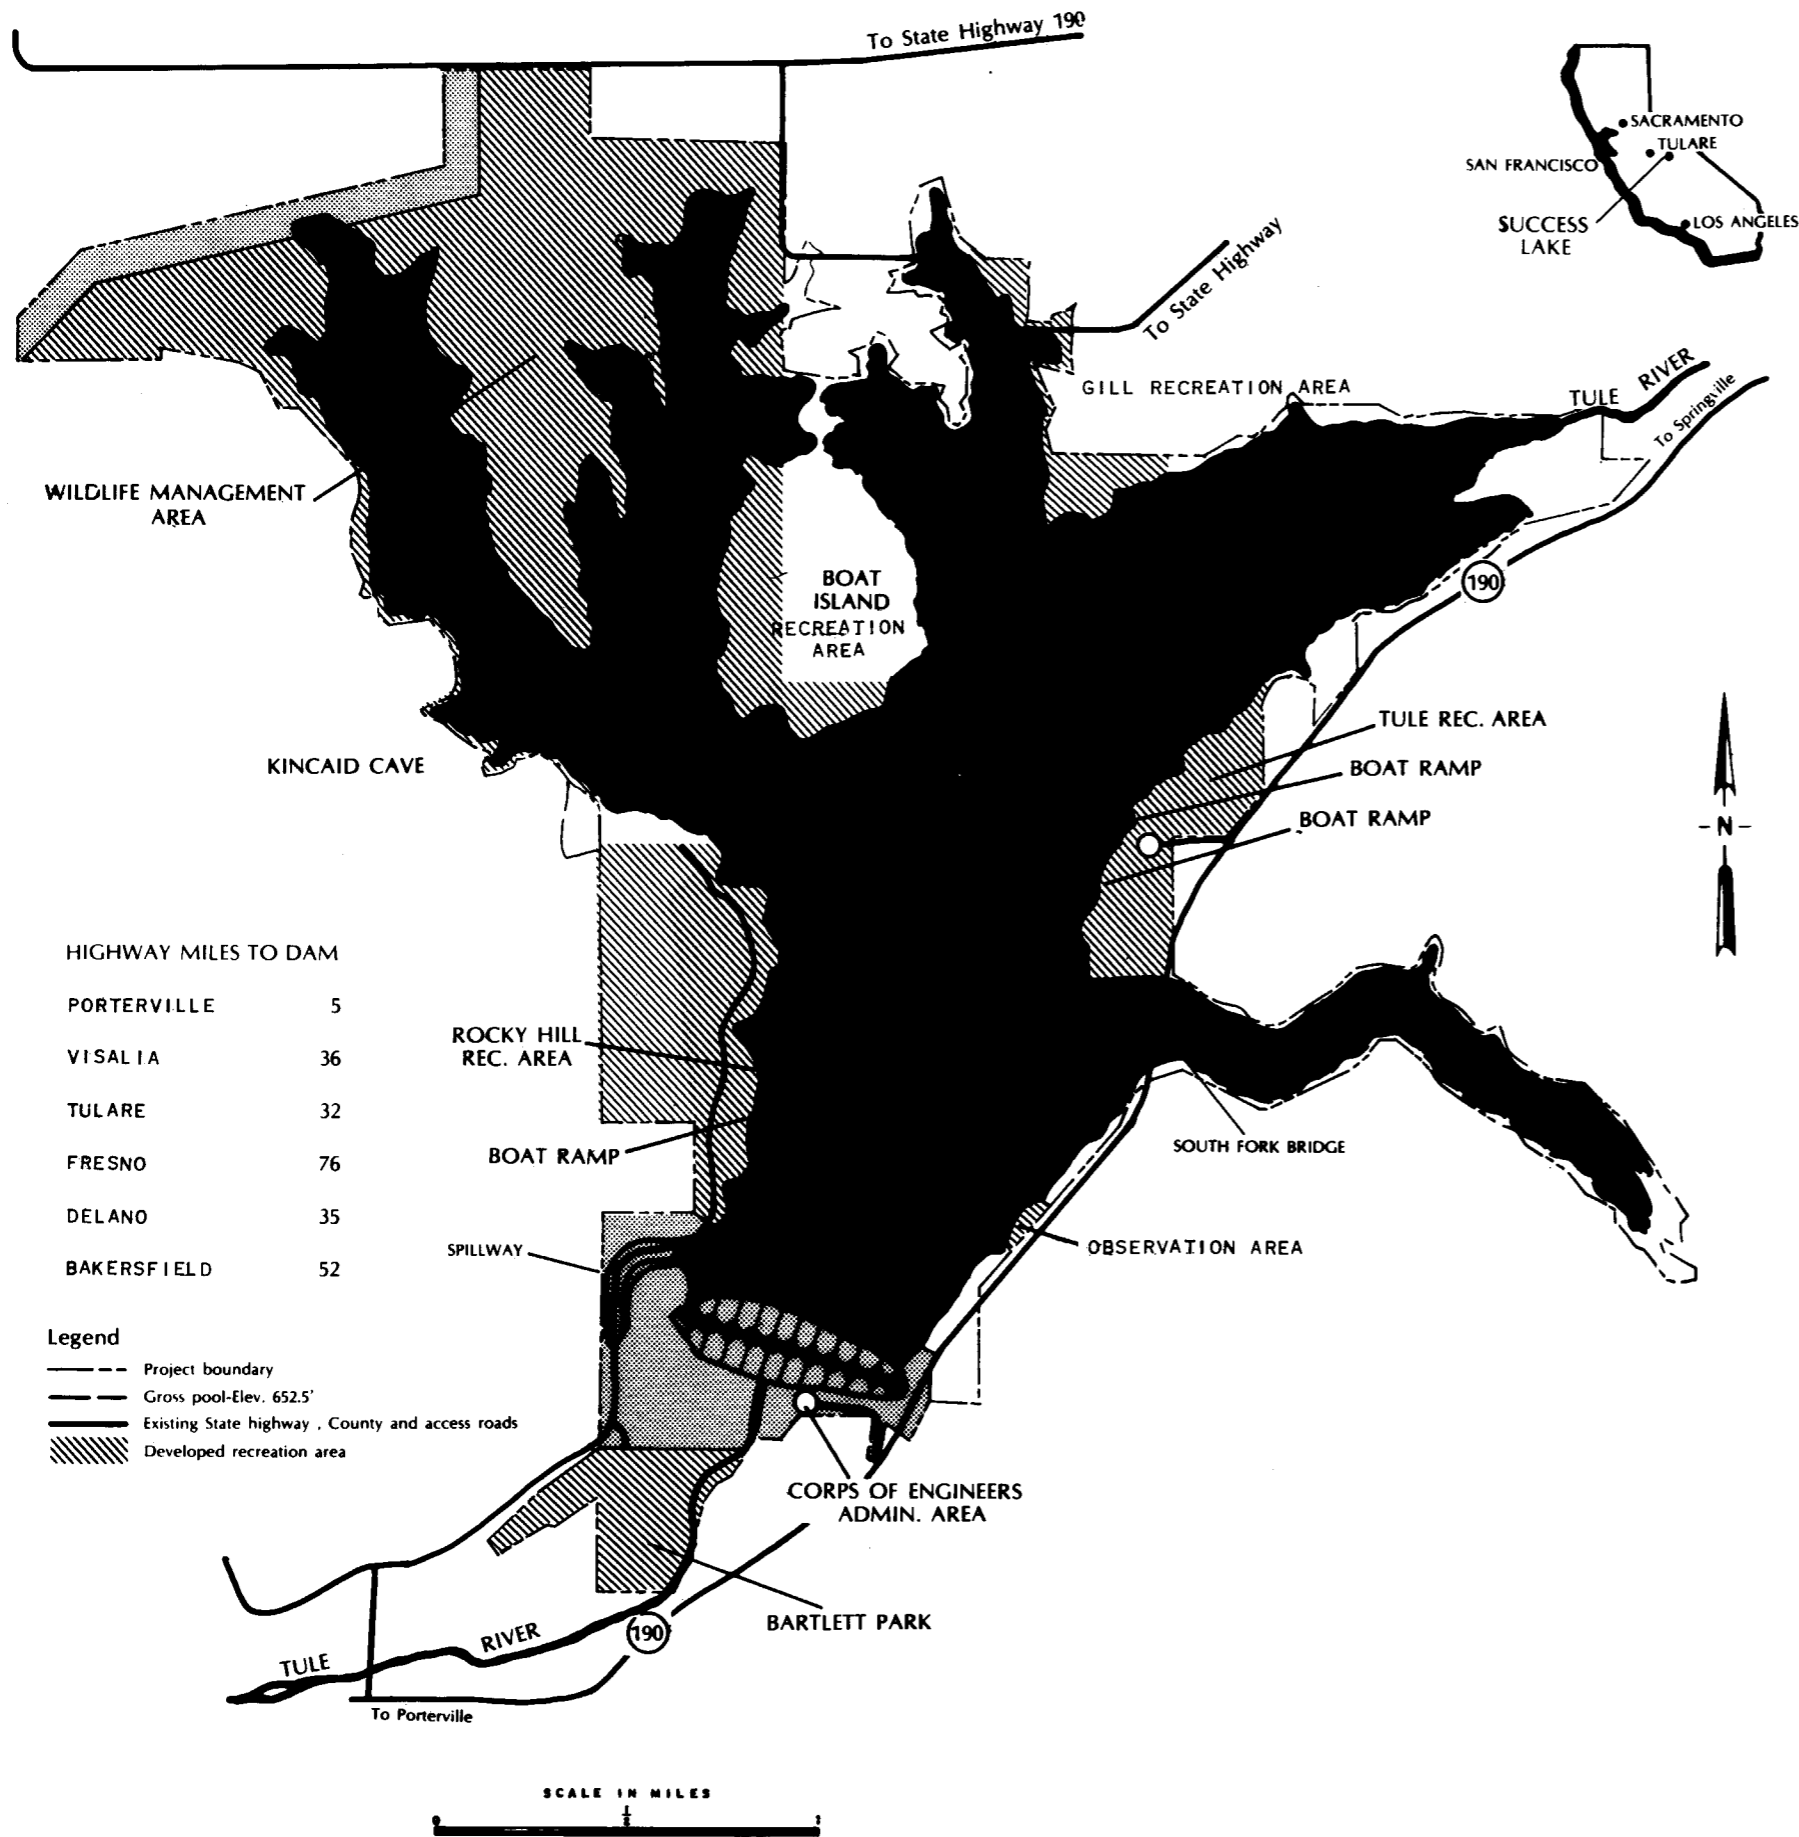 To State Highway 190
SACRAMENTO
TULARE
SAN FRANCISCO
SUCCESS
LAKE
LOS ANGELES
To State Highway
GILL RECREATION AREA
TULE RIVER
To Springville
WILDLIFE MANAGEMENT
AREA
190
BOAT
ISLAND
RECREATION
AREA
TULE REC. AREA
KINCAID CAVE
BOAT RAMP
BOAT RAMP
N
HIGHWAY MILES TO DAM
PORTERVILLE 5
VISALIA 36
TULARE 32
FRESNO 76
DELANO 35
BAKERSFIELD 52
ROCKY HILL
REC. AREA
BOAT RAMP
SOUTH FORK BRIDGE
SPILLWAY
OBSERVATION AREA
Legend
Project boundary
Gross pool-Elev. 652.5'
Existing State highway , County and access roads
Developed recreation area
CORPS OF ENGINEERS
ADMIN. AREA
BARTLETT PARK
190
TULE RIVER
To Porterville
SCALE IN MILES
0 1/2 1